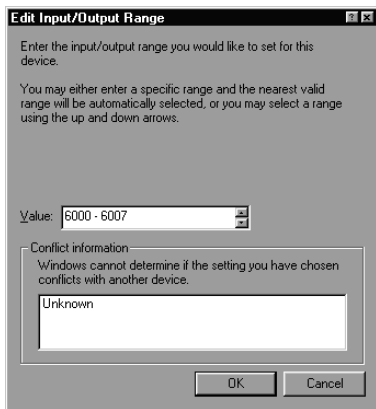 Edit Input/Output Range
Enter the input/output range you would like to set for this
device.
You may either enter a specific range and the nearest valid
range will be automatically selected, or you may select a range
using the up and down arrows.
Value: 6000 - 6007
Conflict information
Windows cannot determine if the setting you have chosen
conflicts with another device.
Unknown
OK Cancel